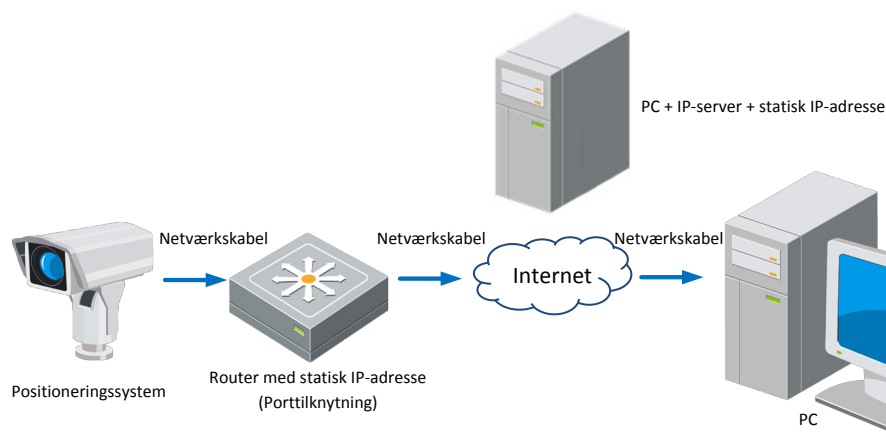 PC + IP-server + statisk IP-adresse
Netværkskabel
Netværkskabel
Netværkskabel
Internet
Positioneringssystem
Router med statisk IP-adresse
(Porttilknytning)
PC